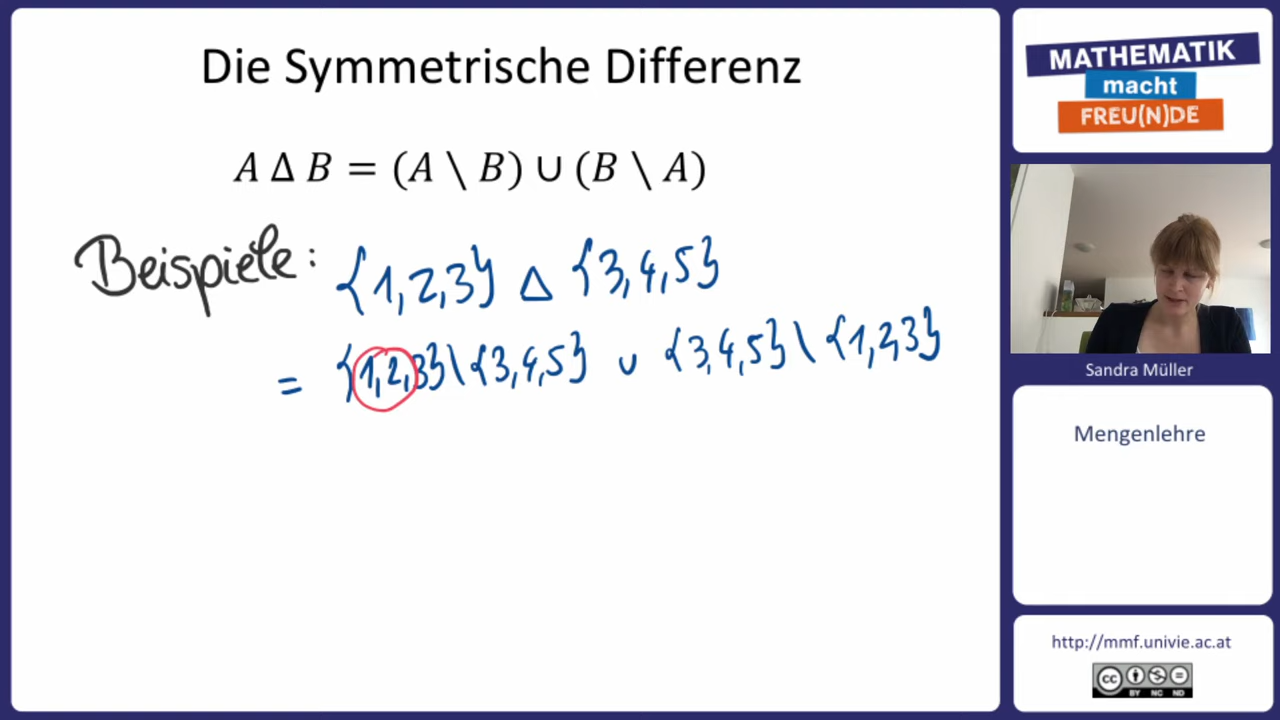 Die Symmetrische Differenz
A Δ B = (A \ B) ∪ (B \ A)
Beispiele: {1,2,3} Δ {3,4,5}
= {1,2,3}\{3,4,5} ∪ {3,4,5}\{1,2,3}
MATHEMATIK
macht
FREU(N)DE
Sandra Müller
Mengenlehre
http://mmf.univie.ac.at
cc
BY NC ND